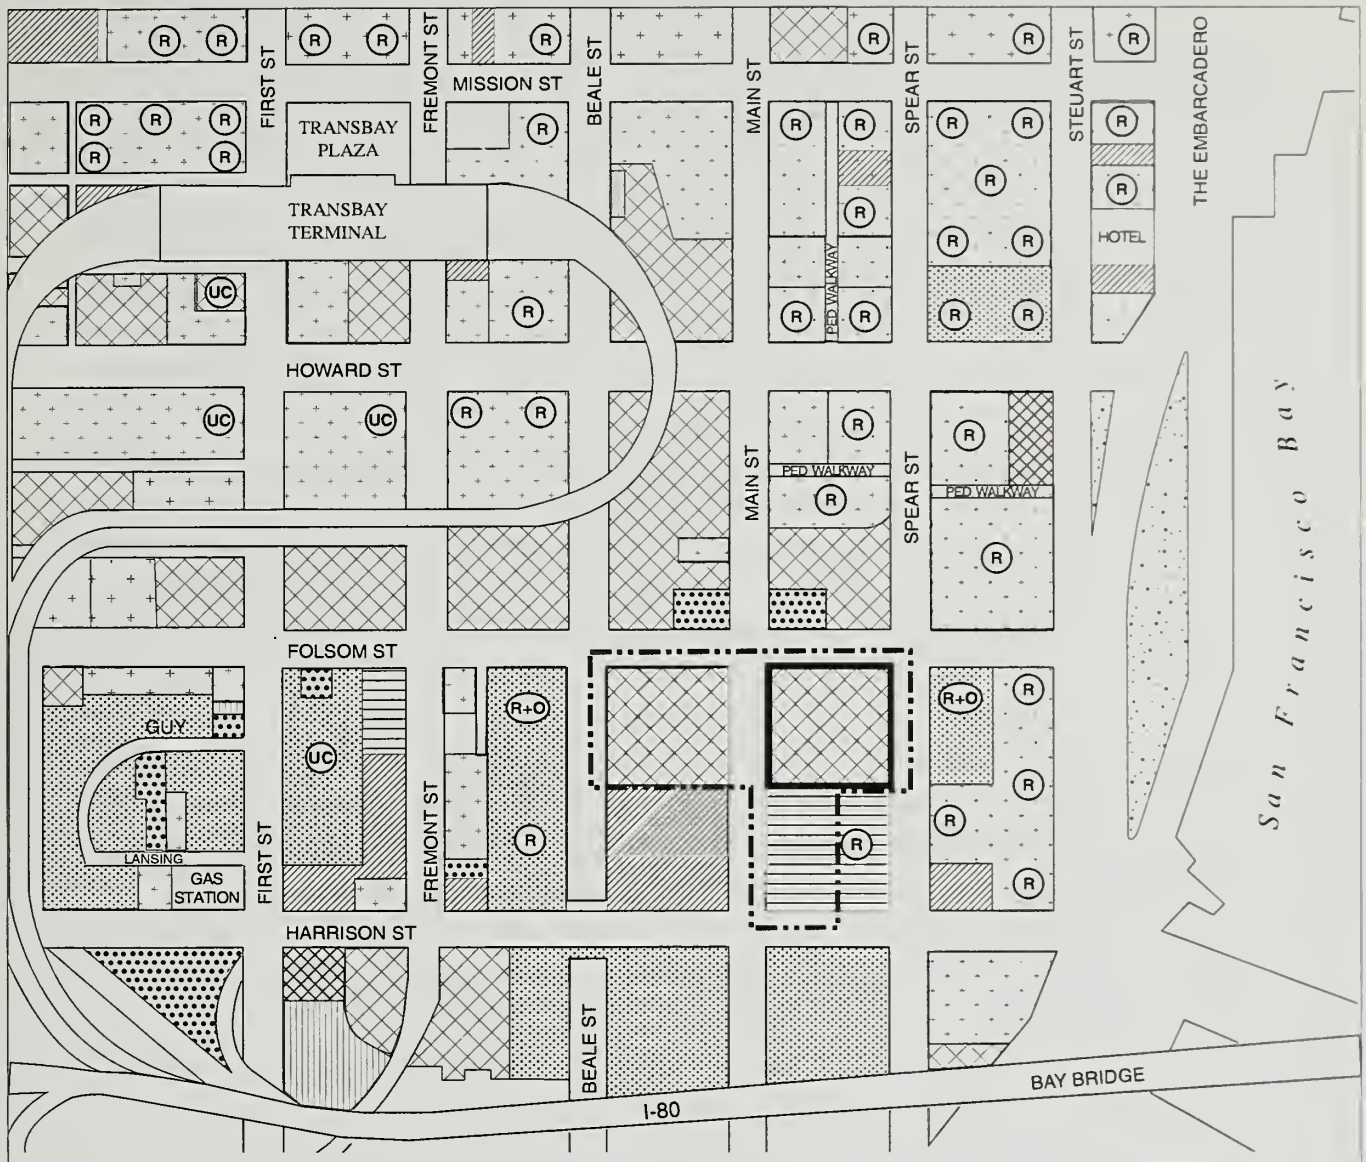 R
R
R
R
R
R
R
R
FIRST ST
FREMONT ST
BEALE ST
MAIN ST
SPEAR ST
STEUART ST
THE EMBARCADERO
MISSION ST
R
R
R
R
R
TRANSBAY
PLAZA
R
R
R
R
R
R
R
R
R
R
R
R
HOTEL
TRANSBAY
TERMINAL
PED WALKWAY
UC
R
R
R
R
R
HOWARD ST
UC
UC
R
R
R
R
PED WALKWAY
R
MAIN ST
SPEAR ST
PED WALKWAY
R
San Francisco Bay
FOLSOM ST
GUY
UC
R+O
R+O
R
R
R
R
R
R
LANSING
GAS
STATION
FIRST ST
FREMONT ST
HARRISON ST
BEALE ST
I-80
BAY BRIDGE